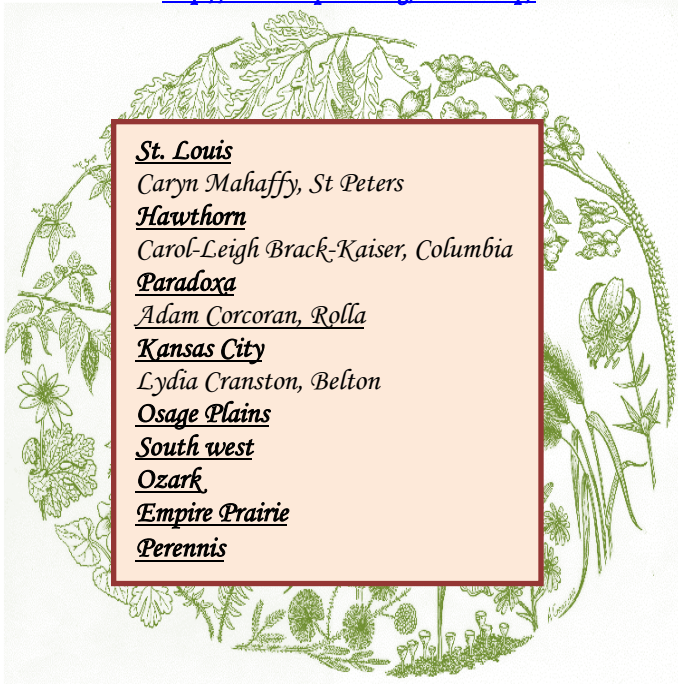 St. Louis
Caryn Mahaffy, St Peters
Hawthorn
Carol-Leigh Brack-Kaiser, Columbia
Paradoxa
Adam Corcoran, Rolla
Kansas City
Lydia Cranston, Belton
Osage Plains
South west
Ozark
Empire Prairie
Perennis